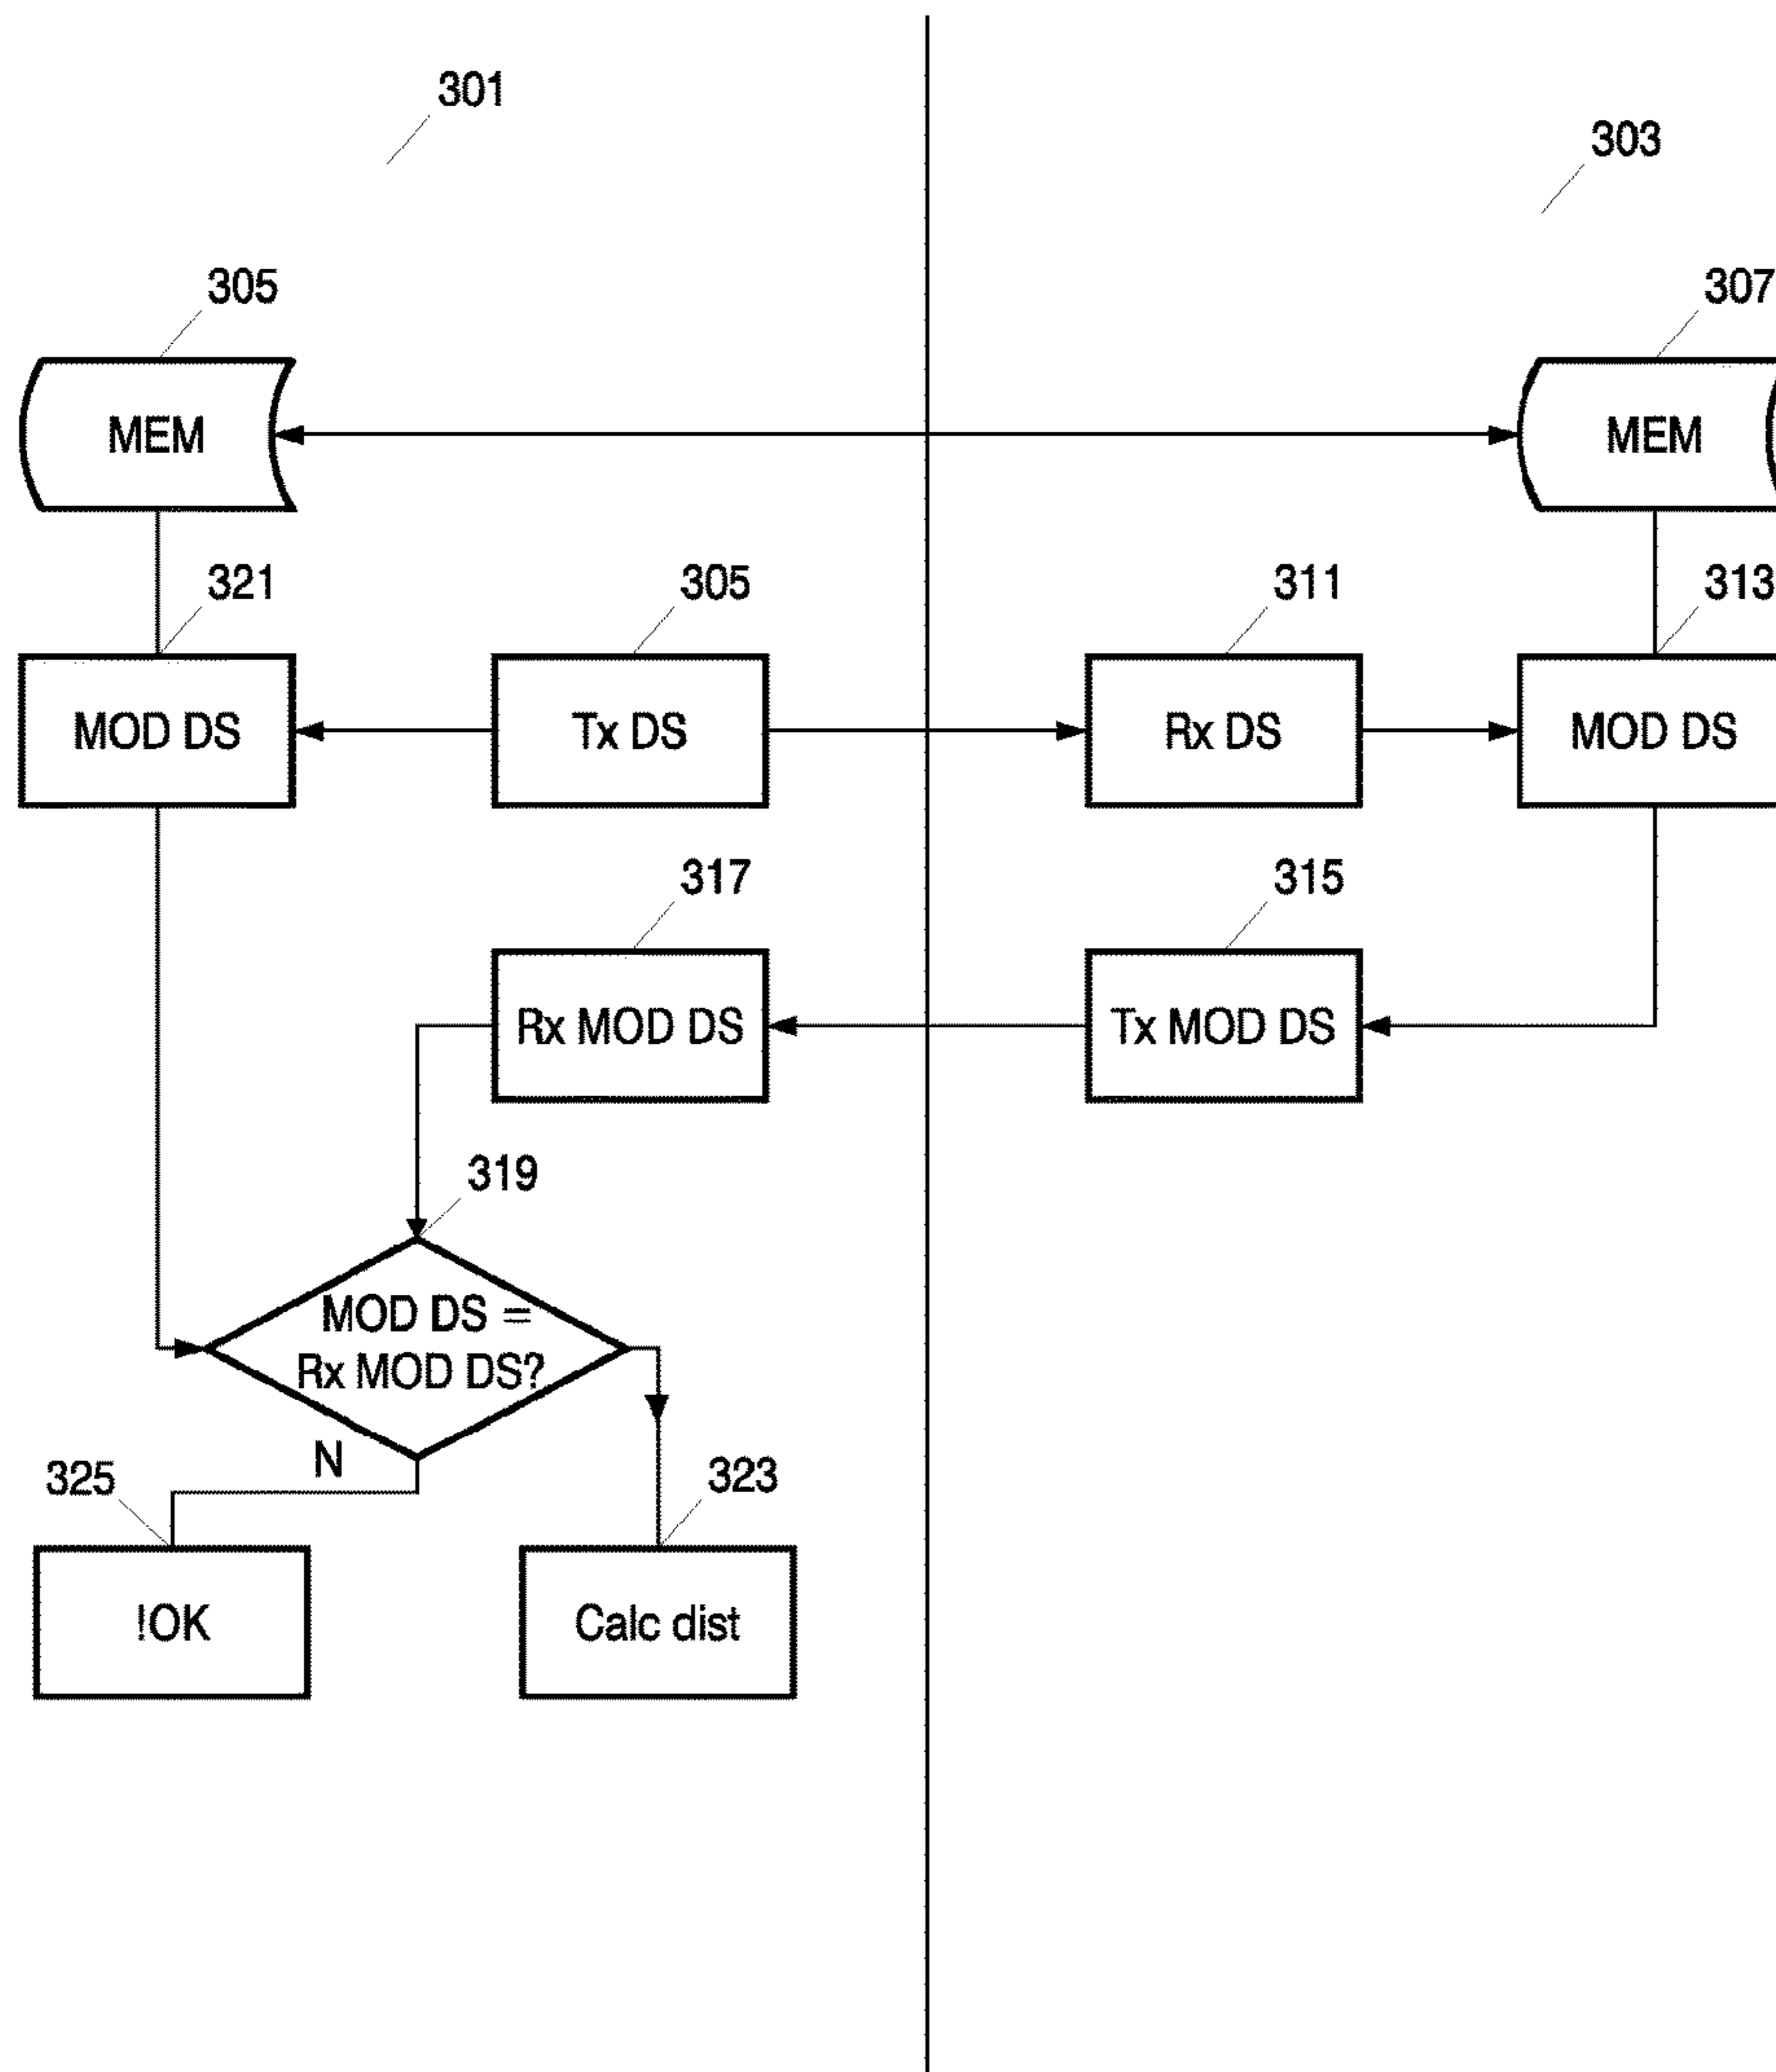 301
303
305
307
MEM
MEM
321
305
311
313
MOD DS
Tx DS
Rx DS
MOD DS
317
315
Rx MOD DS
Tx MOD DS
319
MOD DS =
Rx MOD DS?
N
325
323
!OK
Calc dist